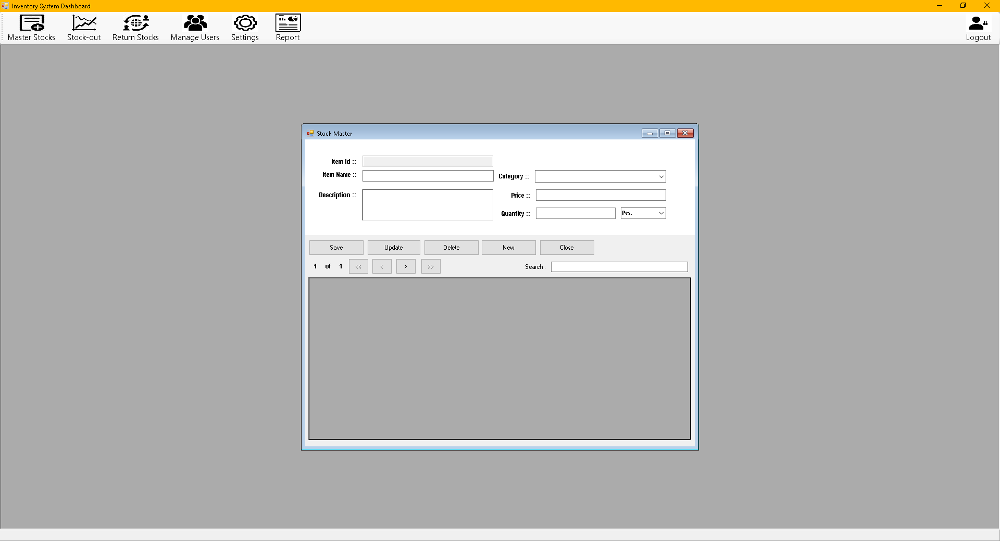 Inventory System Dashboard
Master Stocks Stock-out Return Stocks Manage Users Settings Report Logout
Stock Master
Item Id ::
Item Name :: Category ::
Description :: Price ::
Quantity :: Pcs.
Save Update Delete New Close
1 of 1 << < > >> Search :